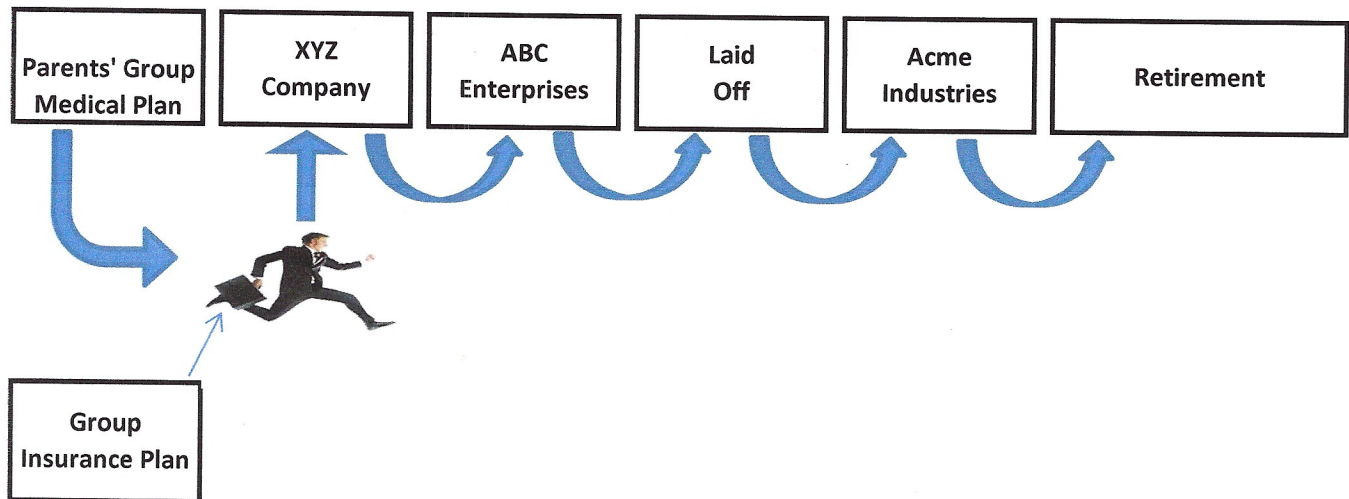 Parents' Group
Medical Plan
XYZ
Company
ABC
Enterprises
Laid
Off
Acme
Industries
Retirement
Group
Insurance Plan